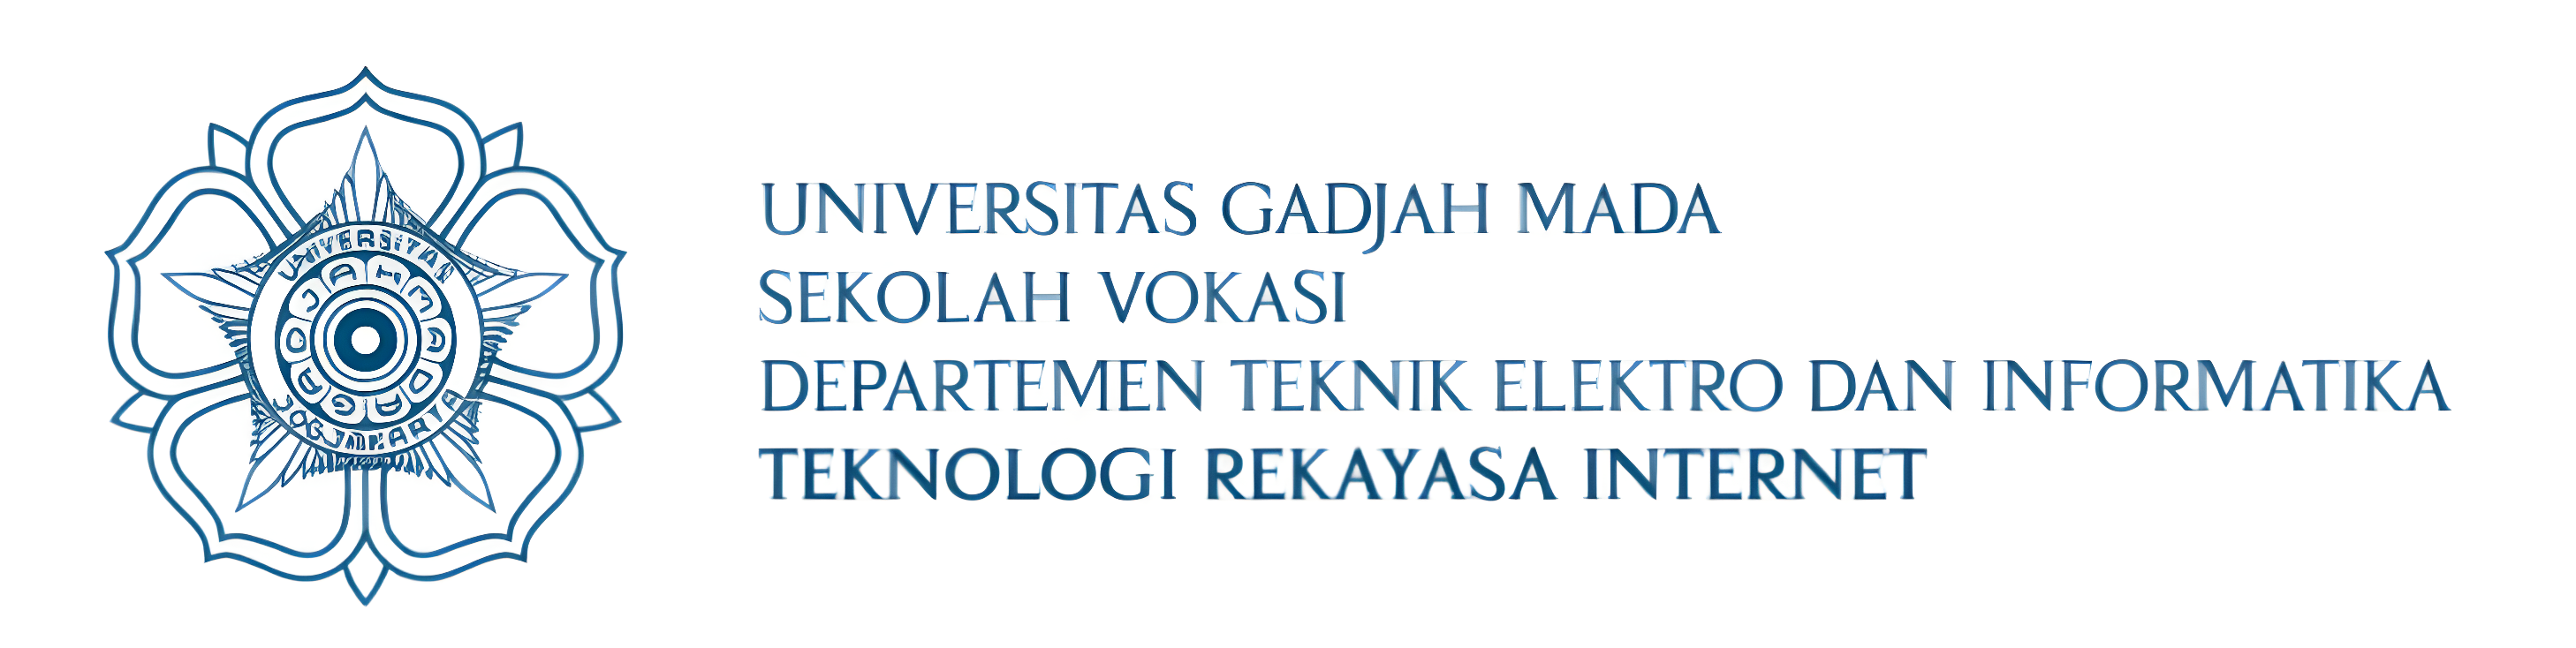 UNIVERSITAS GADJAH MADA
SEKOLAH VOKASI
DEPARTEMEN TEKNIK ELEKTRO DAN INFORMATIKA
TEKNOLOGI REKAYASA INTERNET